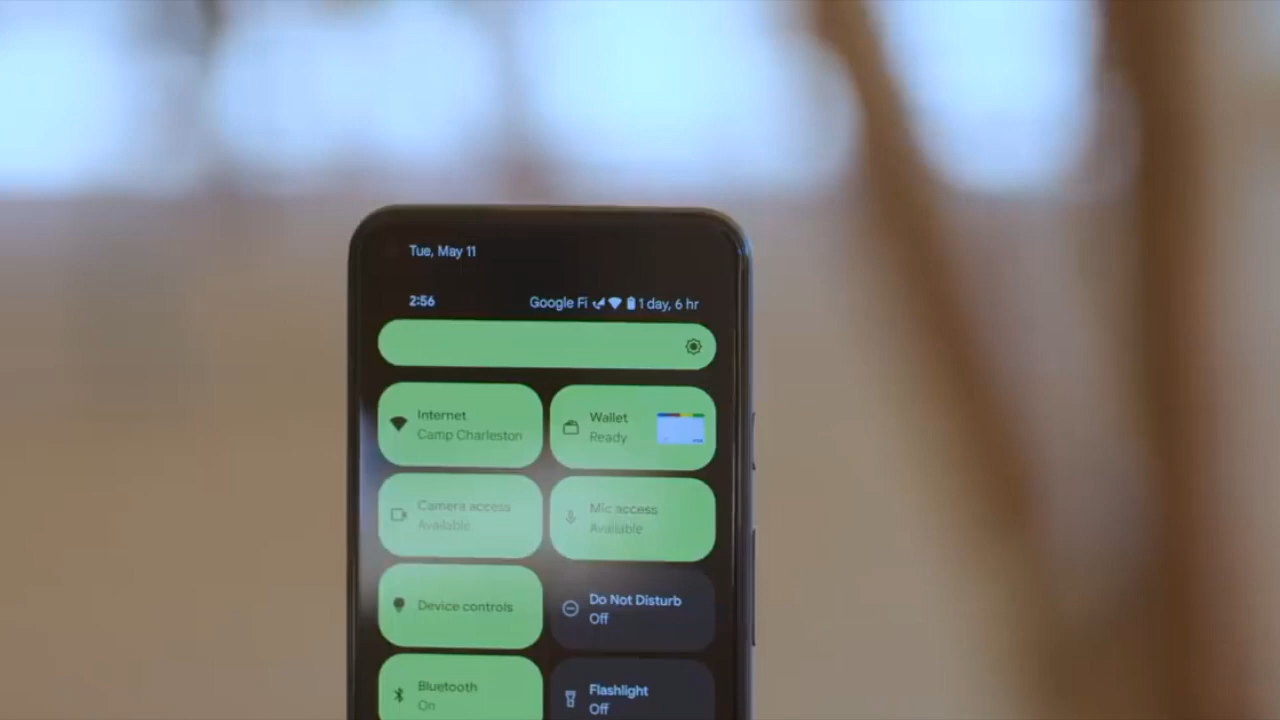 Tue, May 11
2:56
Google Fi
1 day, 6 hr
Internet
Camp Charleston
Wallet
Ready
Camera access
Available
Mic access
Available
Device controls
Do Not Disturb
Off
Bluetooth
On
Flashlight
Off